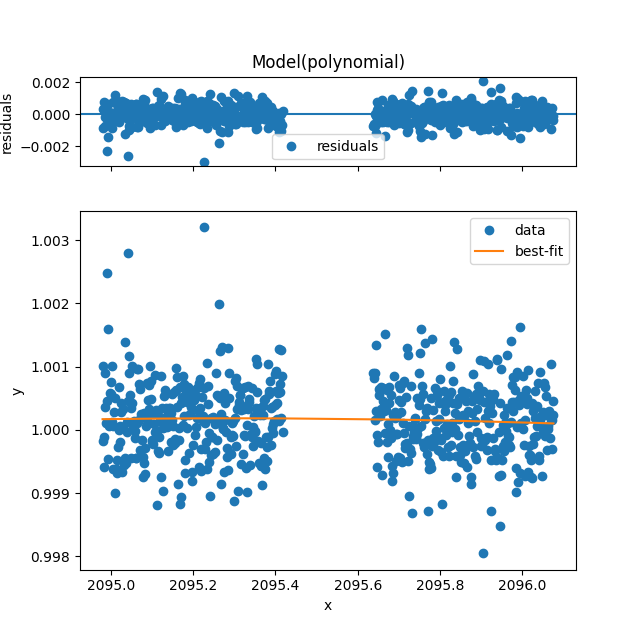 Model(polynomial)
0.002
0.000
−0.002
residuals
residuals
1.003
1.002
1.001
1.000
0.999
0.998
y
data
best-fit
2095.0 2095.2 2095.4 2095.6 2095.8 2096.0
x